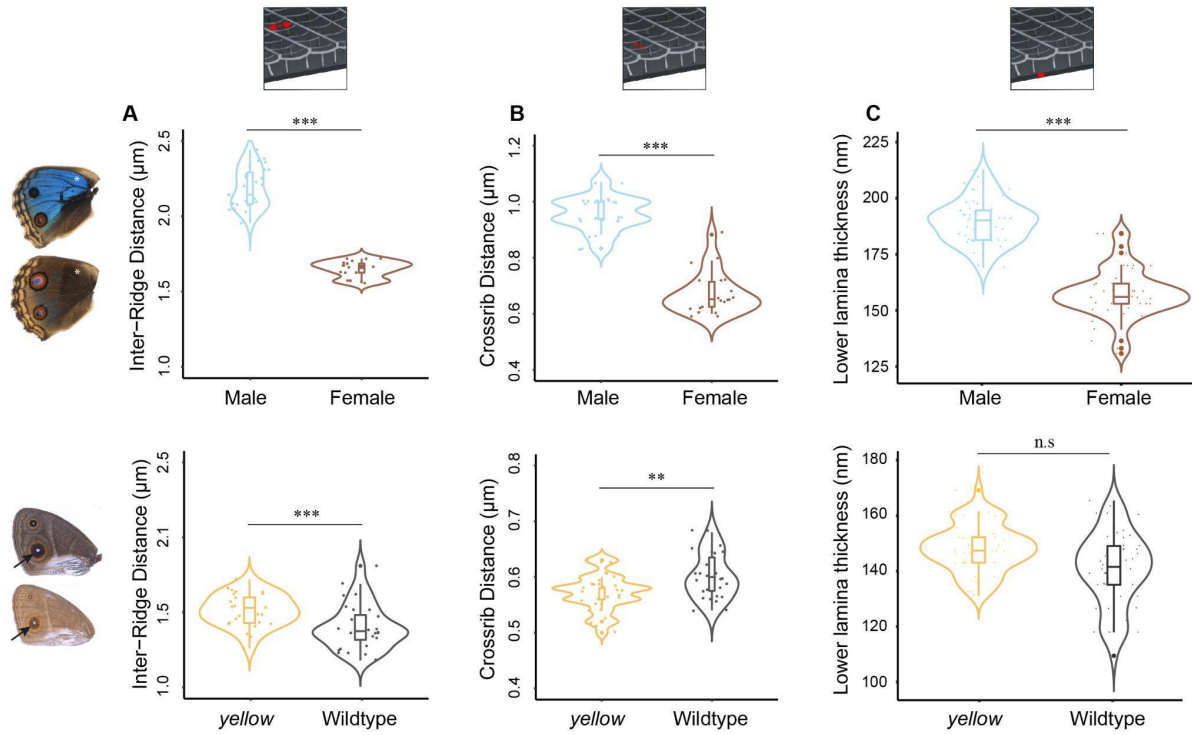 A
B
C
***
***
***
Inter−Ridge Distance (µm)
2.5
2.0
1.5
1.0
Male
Female
Crossrib Distance (µm)
1.2
1.0
0.8
0.6
0.4
Male
Female
Lower lamina thickness (nm)
225
200
175
150
125
Male
Female
*
*
***
**
n.s
Inter−Ridge Distance (µm)
2.5
2.1
1.5
1.0
yellow
Wildtype
Crossrib Distance (µm)
0.8
0.7
0.6
0.5
0.4
yellow
Wildtype
Lower lamina thickness (nm)
180
160
140
120
100
yellow
Wildtype